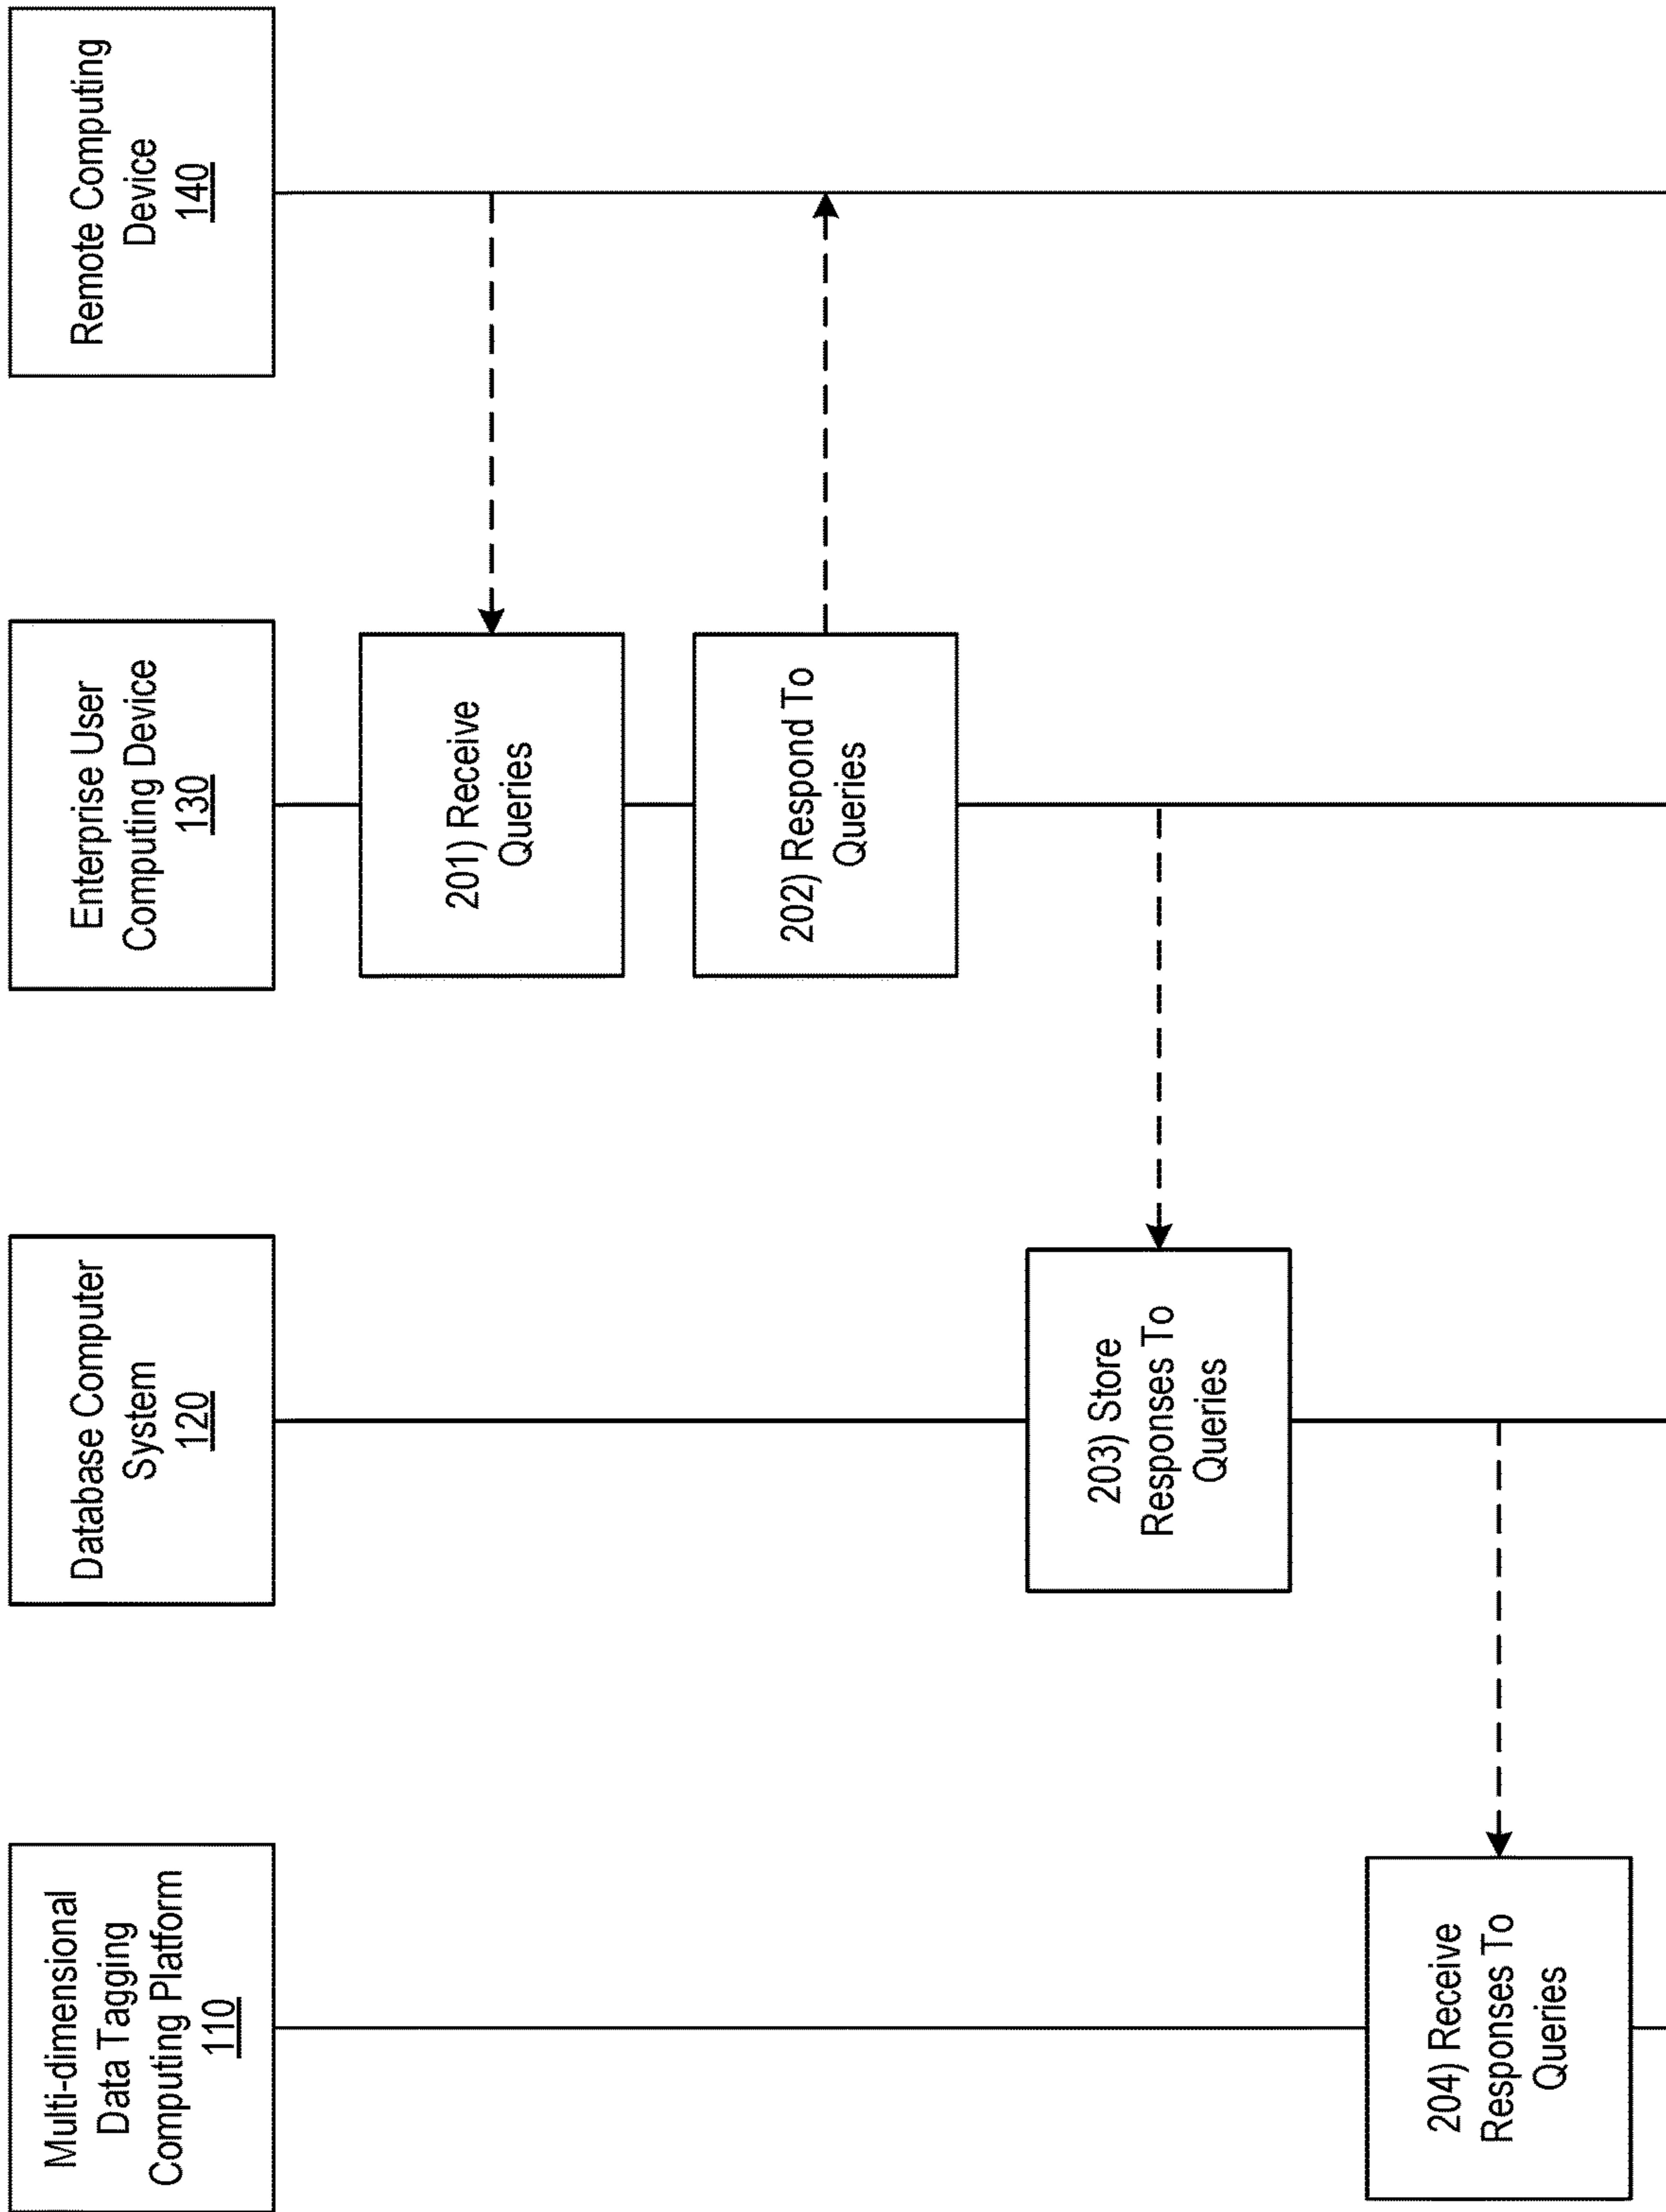 Multi-dimensional
Data Tagging
Computing Platform
110
Database Computer
System
120
Enterprise User
Computing Device
130
Remote Computing
Device
140
201) Receive
Queries
202) Respond To
Queries
203) Store
Responses To
Queries
204) Receive
Responses To
Queries